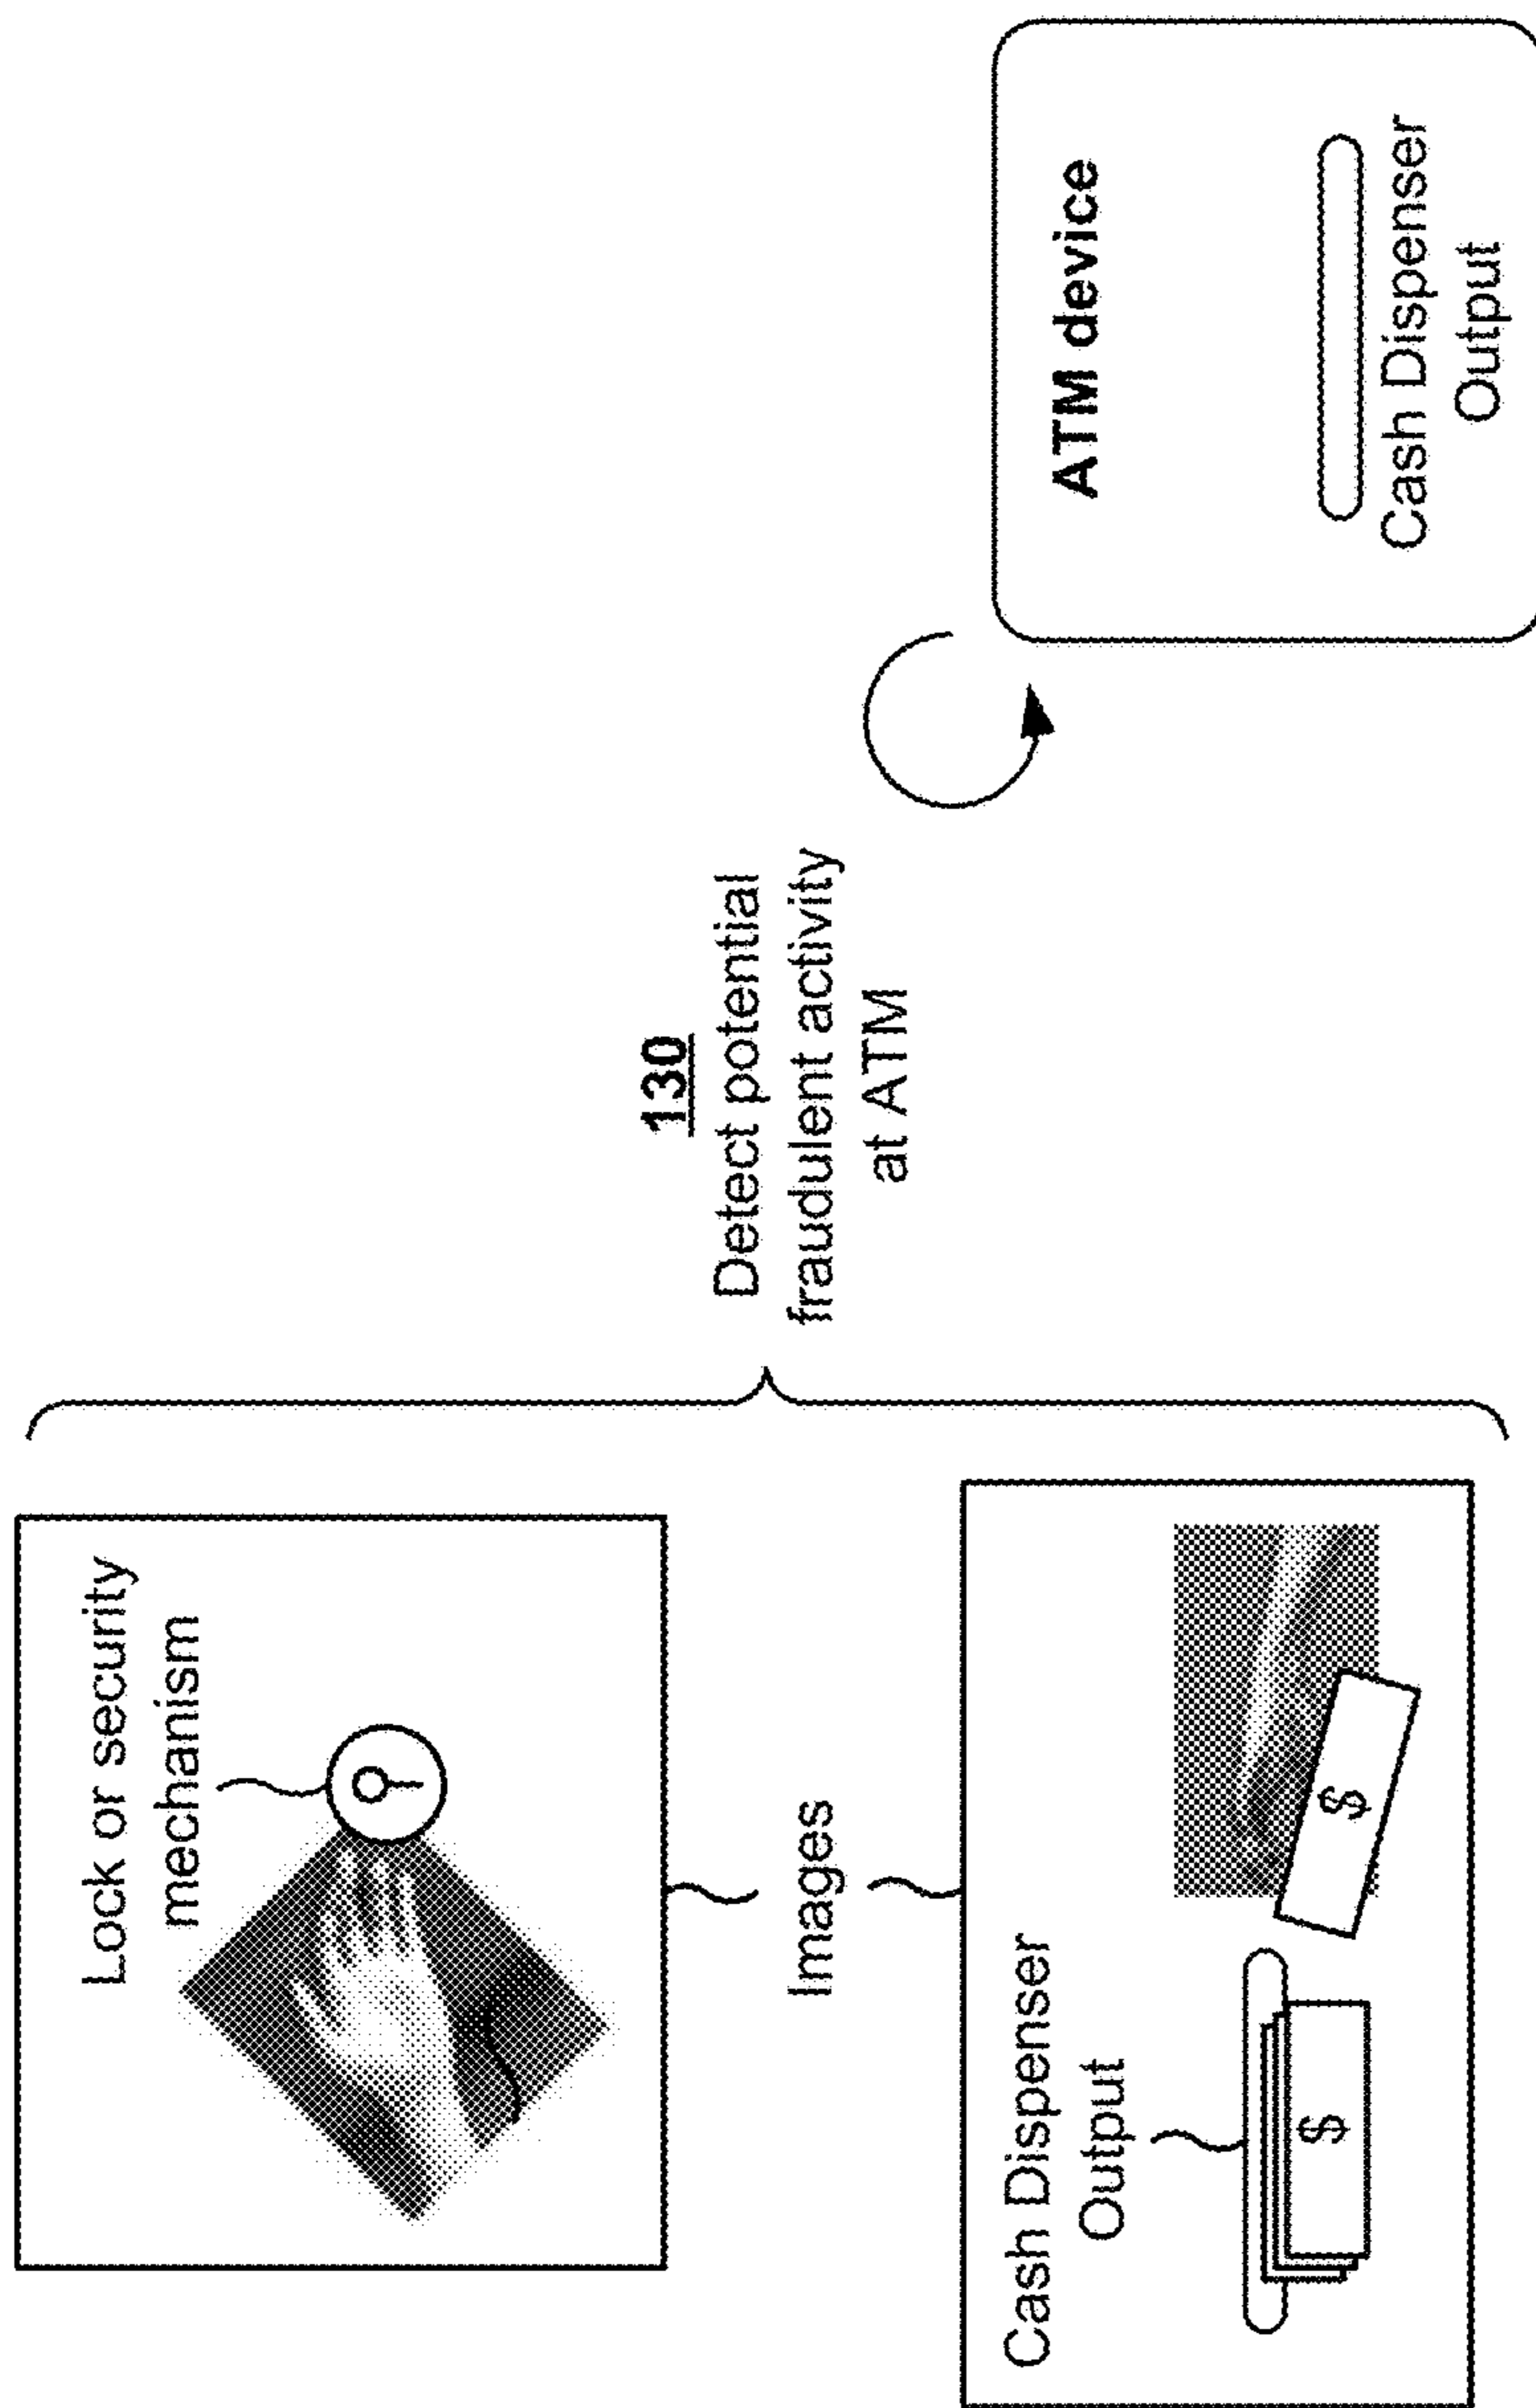 Lock or security
mechanism
Images
Cash Dispenser
Output
$
$
130
Detect potential
fraudulent activity
at ATM
ATM device
Cash Dispenser
Output